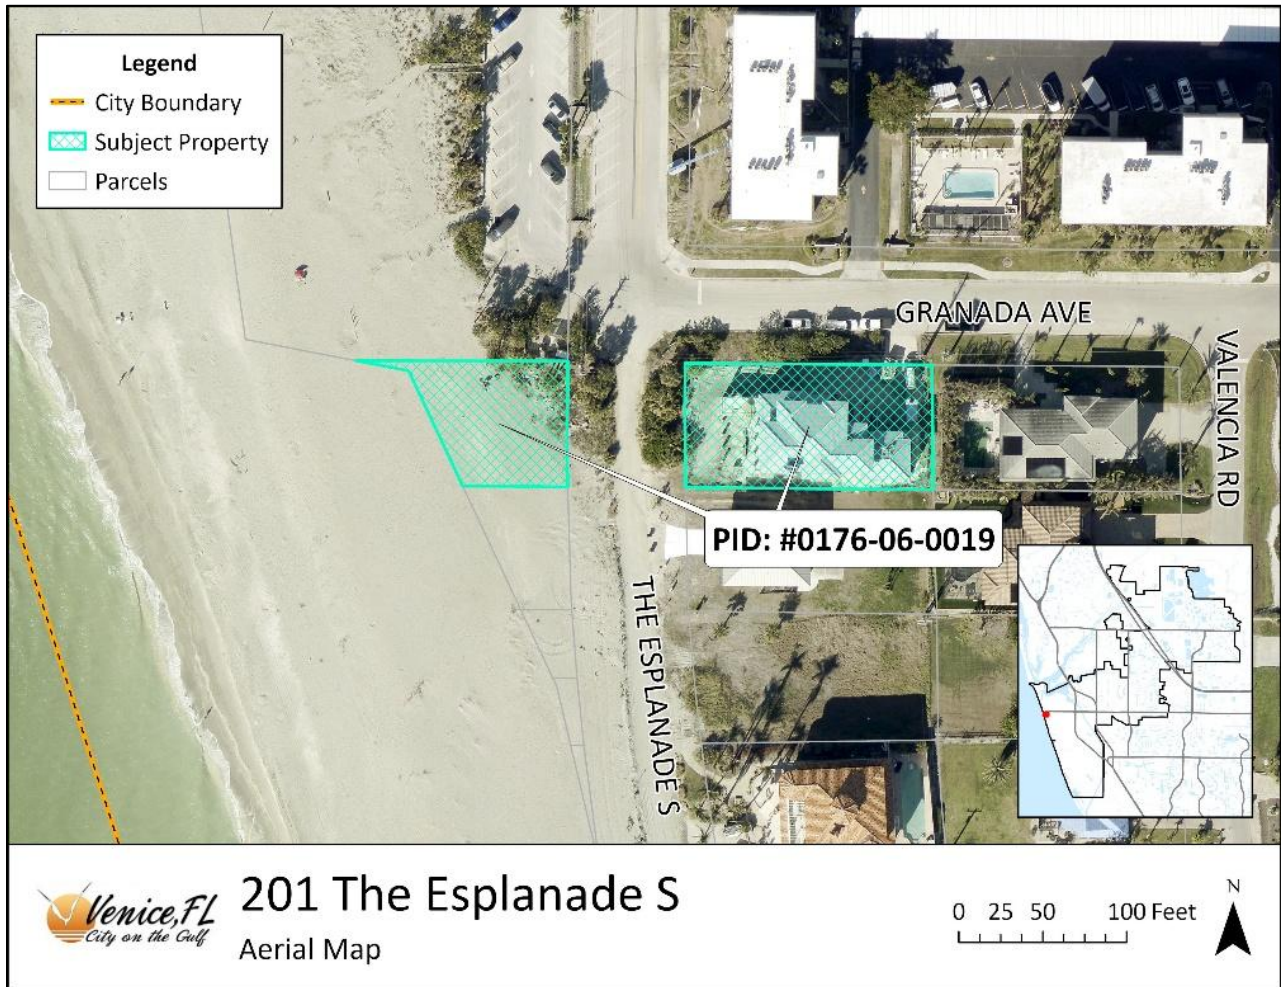 Legend
City Boundary
Subject Property
Parcels
GRANADA AVE
VALENCIA RD
PID: #0176-06-0019
THE ESPLANADE S
Venice, FL
City on the Gulf
201 The Esplanade S
Aerial Map
0 25 50 100 Feet
N